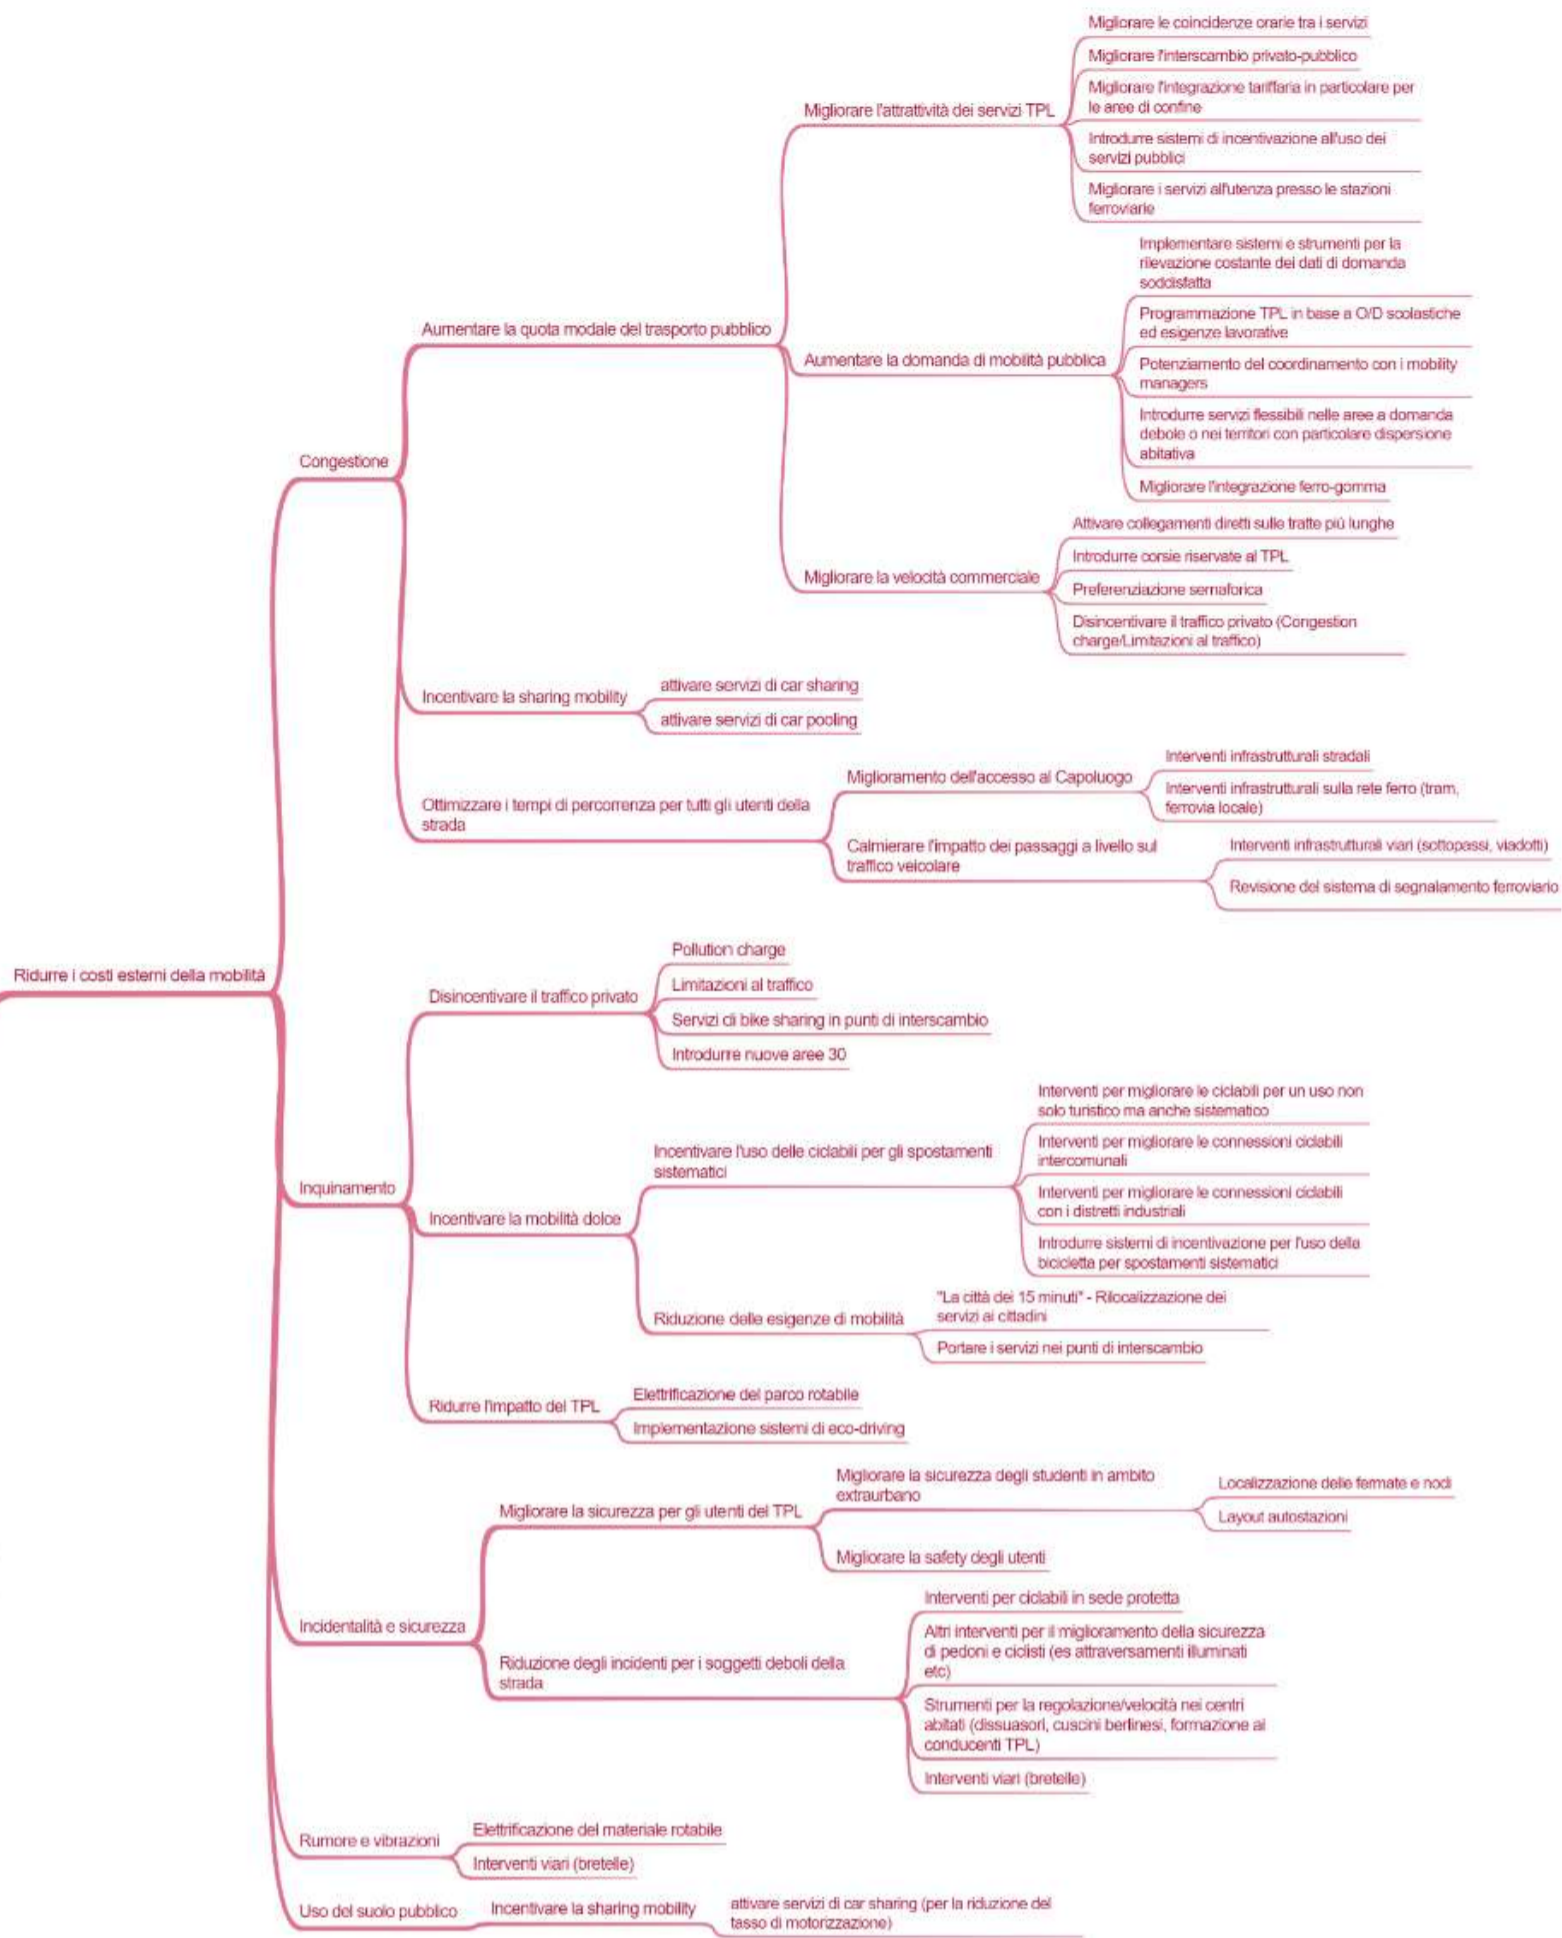 Ridurre i costi esterni della mobilità
Congestione
Aumentare la quota modale del trasporto pubblico
Migliorare l'attrattività dei servizi TPL
Migliorare le coincidenze orarie tra i servizi
Migliorare l'interscambio privato-pubblico
Migliorare l'integrazione tariffaria in particolare per
le aree di confine
Introdurre sistemi di incentivazione all'uso dei
servizi pubblici
Migliorare i servizi all'utenza presso le stazioni
ferroviarie
Aumentare la domanda di mobilità pubblica
Implementare sistemi e strumenti per la
rilevazione costante dei dati di domanda
soddisfatta
Programmazione TPL in base a O/D scolastiche
ed esigenze lavorative
Potenziamento del coordinamento con i mobility
managers
Introdurre servizi flessibili nelle aree a domanda
debole o nei territori con particolare dispersione
abitativa
Migliorare l'integrazione ferro-gomma
Migliorare la velocità commerciale
Attivare collegamenti diretti sulle tratte più lunghe
Introdurre corsie riservate al TPL
Preferenziazione semaforica
Disincentivare il traffico privato (Congestion
charge/Limitazioni al traffico)
Incentivare la sharing mobility
attivare servizi di car sharing
attivare servizi di car pooling
Ottimizzare i tempi di percorrenza per tutti gli utenti della
strada
Miglioramento dell'accesso al Capoluogo
Interventi infrastrutturali stradali
Interventi infrastrutturali sulla rete ferro (tram,
ferrovia locale)
Calmierare l'impatto dei passaggi a livello sul
traffico veicolare
Interventi infrastrutturali viari (sottopassi, viadotti)
Revisione del sistema di segnalamento ferroviario
Inquinamento
Disincentivare il traffico privato
Pollution charge
Limitazioni al traffico
Servizi di bike sharing in punti di interscambio
Introdurre nuove aree 30
Incentivare la mobilità dolce
Incentivare l'uso delle ciclabili per gli spostamenti
sistematici
Interventi per migliorare le ciclabili per un uso non
solo turistico ma anche sistematico
Interventi per migliorare le connessioni ciclabili
intercomunali
Interventi per migliorare le connessioni ciclabili
con i distretti industriali
Introdurre sistemi di incentivazione per l'uso della
bicicletta per spostamenti sistematici
Riduzione delle esigenze di mobilità
"La città dei 15 minuti" - Rilocalizzazione dei
servizi ai cittadini
Portare i servizi nei punti di interscambio
Ridurre l'impatto del TPL
Elettrificazione del parco rotabile
Implementazione sistemi di eco-driving
Incidentalità e sicurezza
Migliorare la sicurezza per gli utenti del TPL
Migliorare la sicurezza degli studenti in ambito
extraurbano
Localizzazione delle fermate e nodi
Layout autostazioni
Migliorare la safety degli utenti
Riduzione degli incidenti per i soggetti deboli della
strada
Interventi per ciclabili in sede protetta
Altri interventi per il miglioramento della sicurezza
di pedoni e ciclisti (es attraversamenti illuminati
etc)
Strumenti per la regolazione/velocità nei centri
abitati (dissuasori, cuscini berlinesi, formazione ai
conducenti TPL)
Interventi viari (bretelle)
Rumore e vibrazioni
Elettrificazione del materiale rotabile
Interventi viari (bretelle)
Uso del suolo pubblico
Incentivare la sharing mobility
attivare servizi di car sharing (per la riduzione del
tasso di motorizzazione)